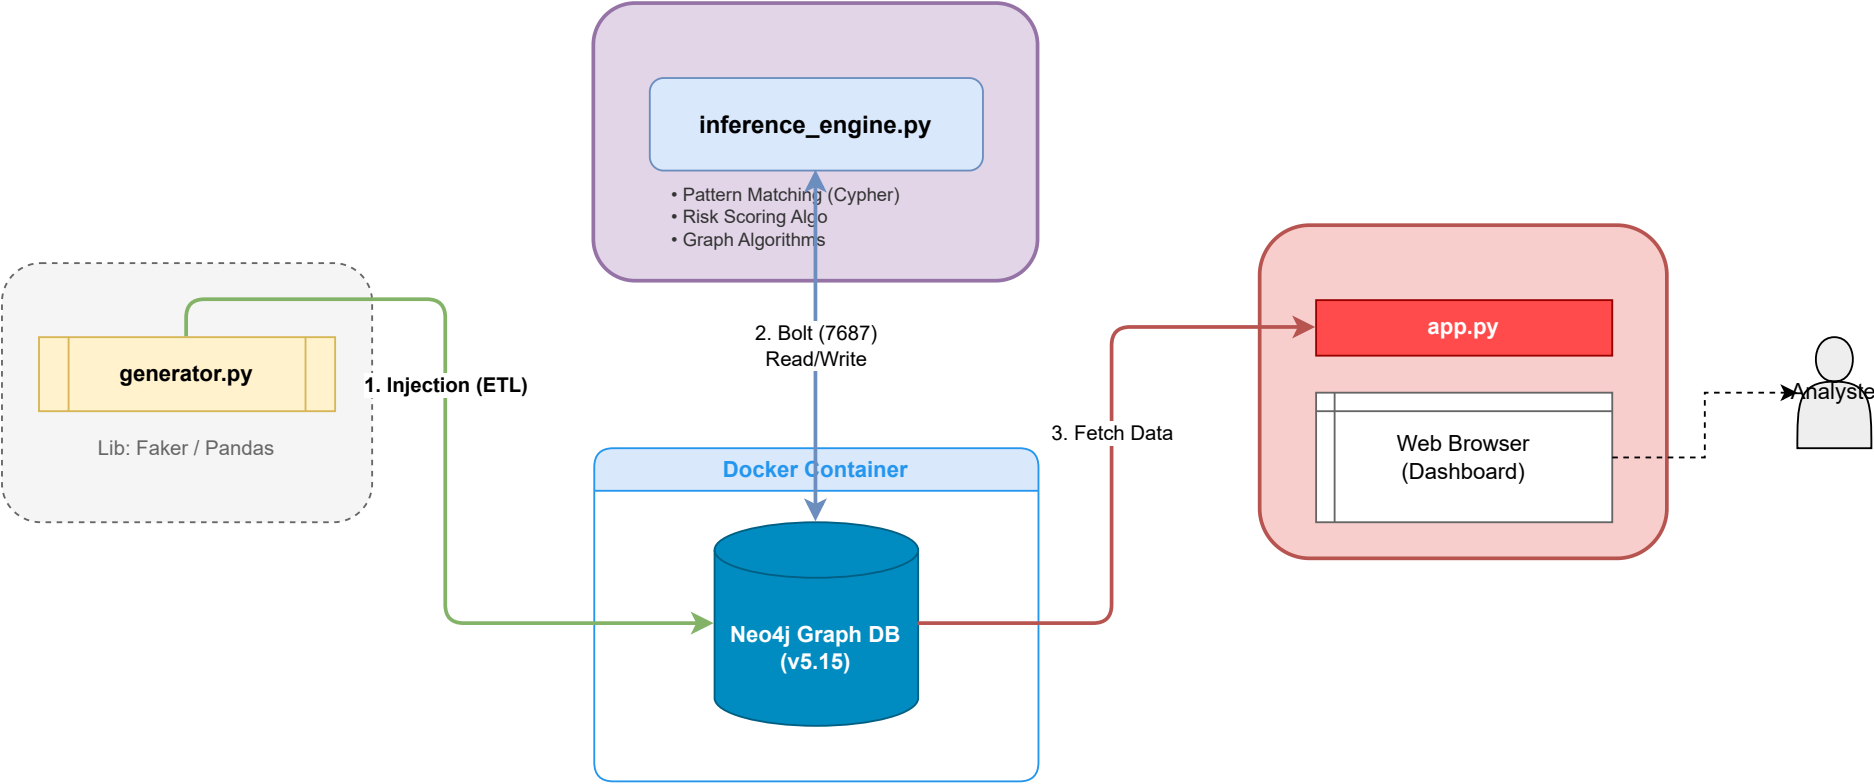 inference_engine.py
• Pattern Matching (Cypher)
• Risk Scoring Algo
• Graph Algorithms
generator.py
Lib: Faker / Pandas
1. Injection (ETL)
2. Bolt (7687)
Read/Write
Docker Container
Neo4j Graph DB
(v5.15)
3. Fetch Data
app.py
Web Browser
(Dashboard)
Analyste